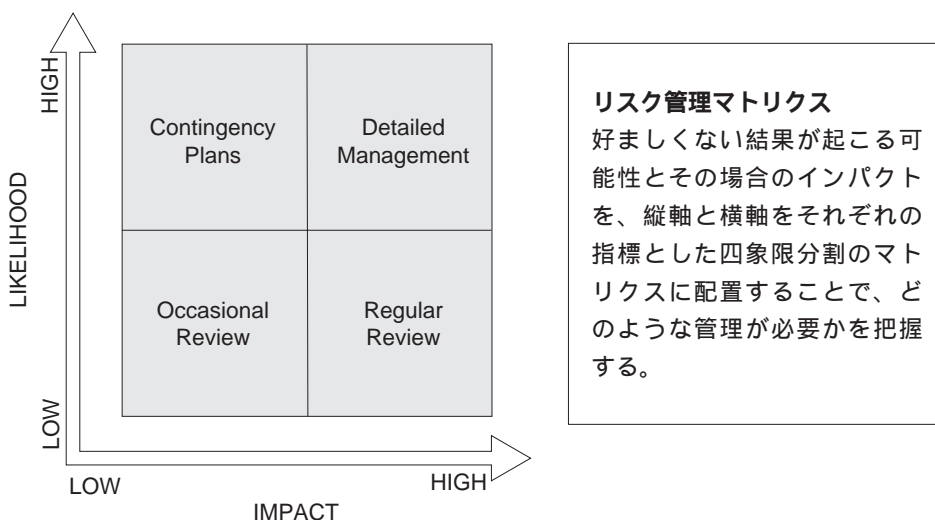 HIGH
LIKELIHOOD
LOW
Contingency
Plans
Detailed
Management
Occasional
Review
Regular
Review
LOW
HIGH
IMPACT
リスク管理マトリクス
好ましくない結果が起こる可
能性とその場合のインパクト
を、縦軸と横軸をそれぞれの
指標とした四象限分割のマト
リクスに配置することで、ど
のような管理が必要かを把握
する。